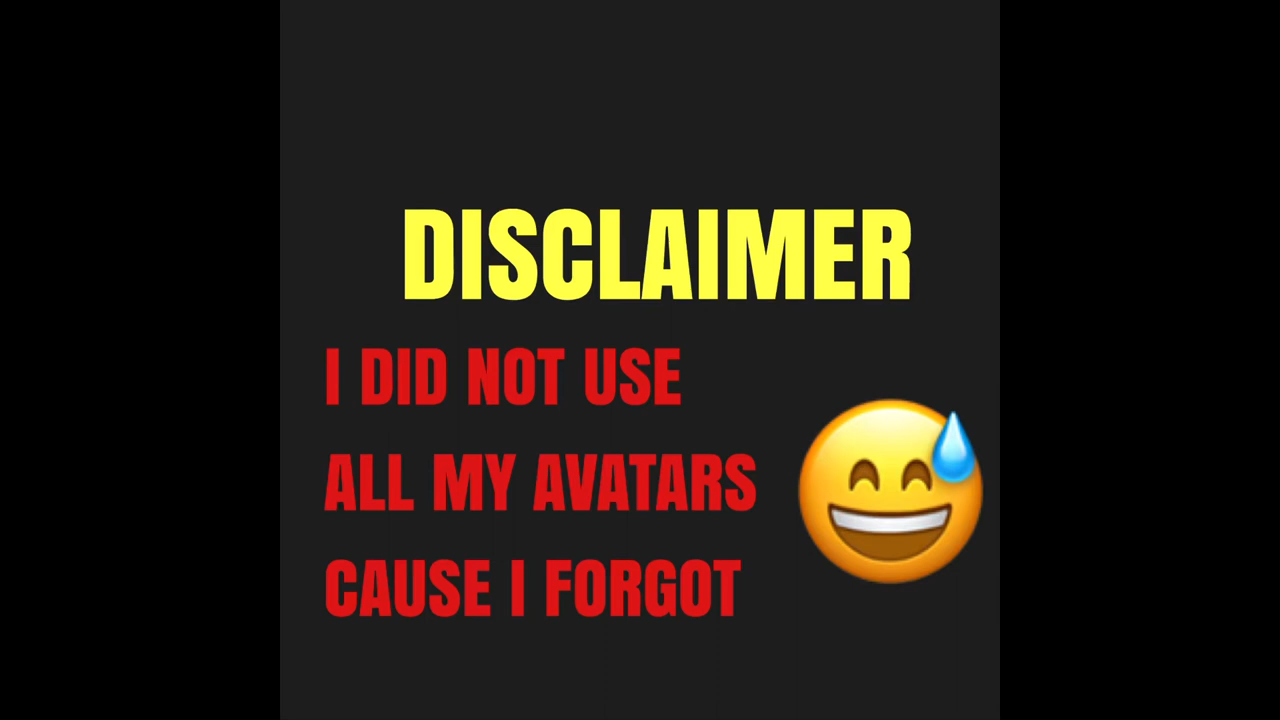 DISCLAIMER
I DID NOT USE
ALL MY AVATARS
CAUSE I FORGOT